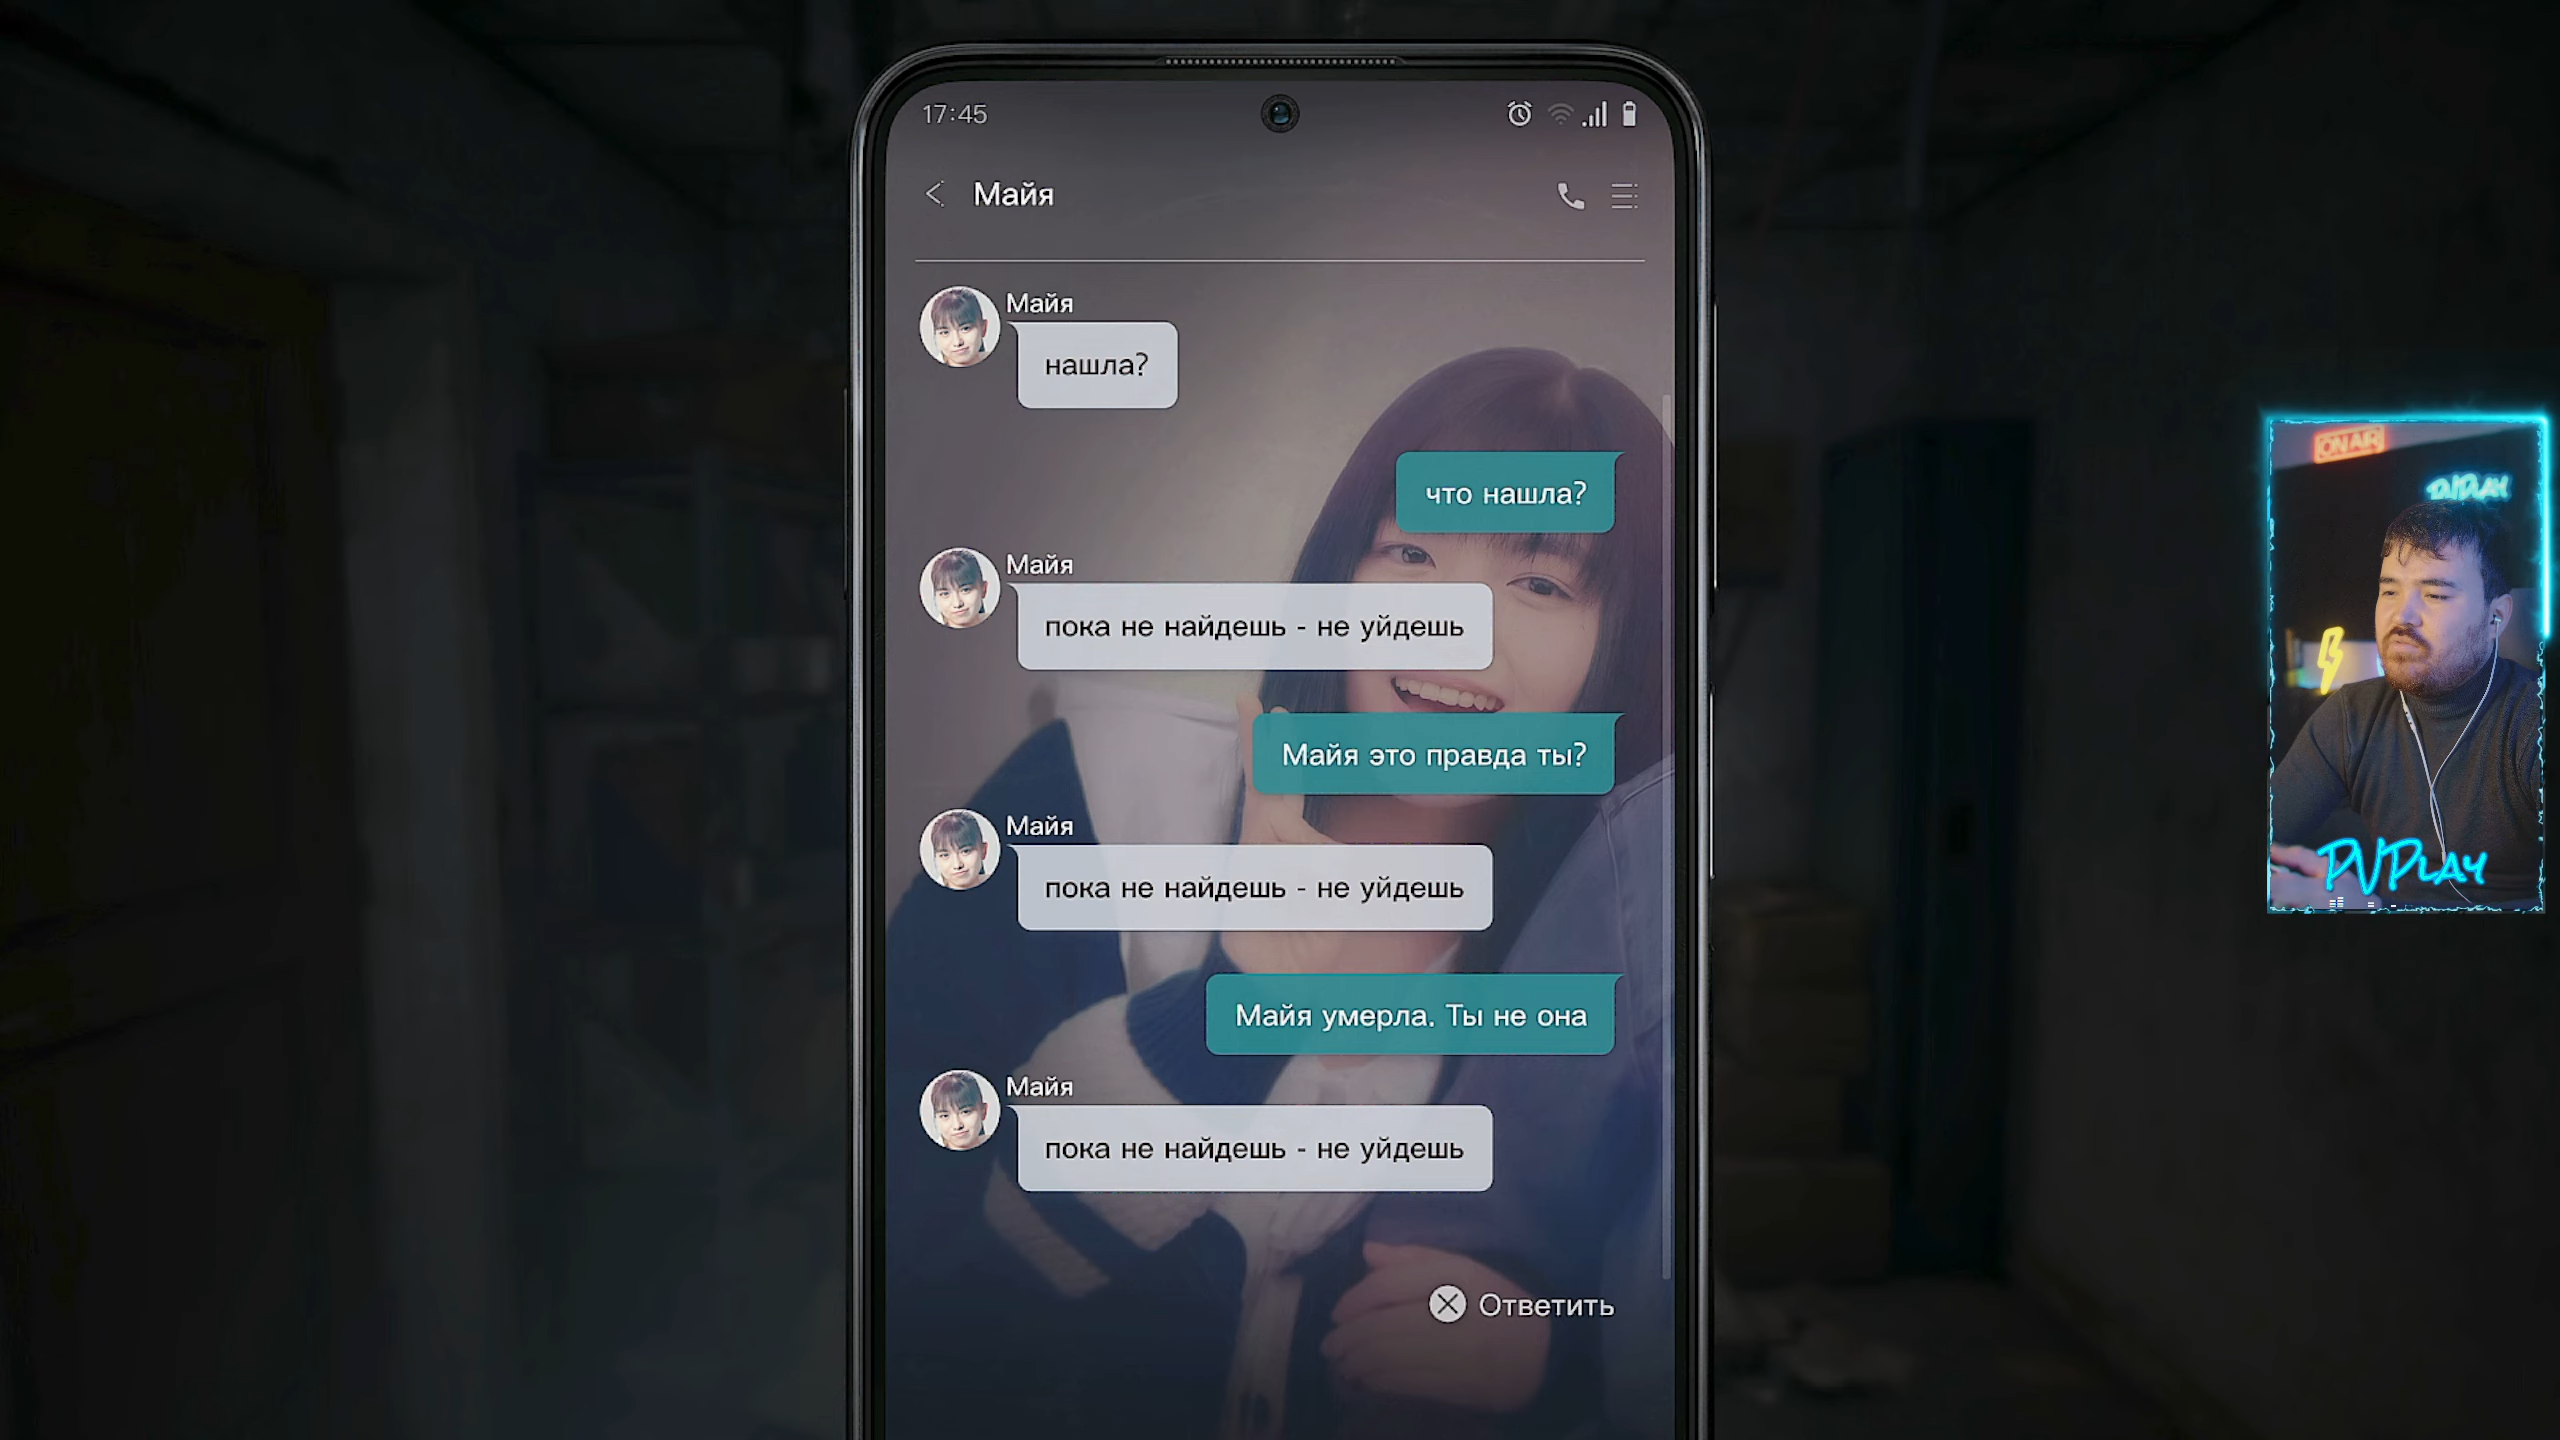 17:45
Майя
Майя
нашла?
что нашла?
Майя
пока не найдешь - не уйдешь
Майя это правда ты?
Майя
пока не найдешь - не уйдешь
Майя умерла. Ты не она
Майя
пока не найдешь - не уйдешь
Ответить
ON AIR
PVPLAY
PVPLAY